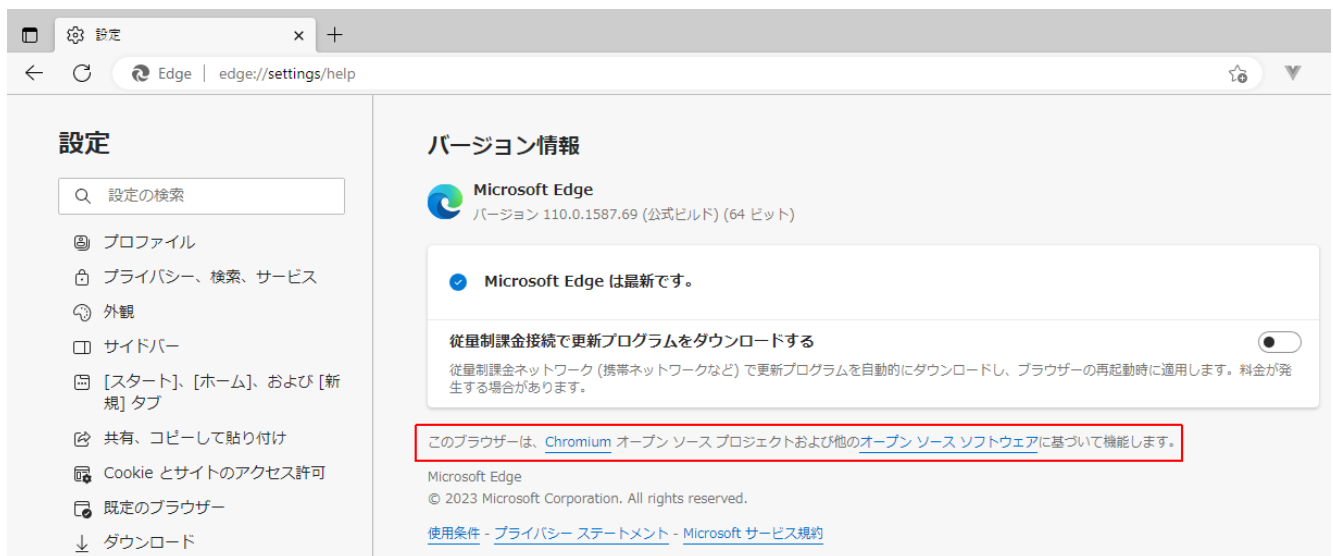 設定
Edge edge://settings/help
設定
設定の検索
プロファイル
プライバシー、検索、サービス
外観
サイドバー
[スタート]、[ホーム]、および [新
規] タブ
共有、コピーして貼り付け
Cookie とサイトのアクセス許可
既定のブラウザー
ダウンロード
バージョン情報
Microsoft Edge
バージョン 110.0.1587.69 (公式ビルド) (64 ビット)
Microsoft Edge は最新です。
従量制課金接続で更新プログラムをダウンロードする
従量制課金ネットワーク (携帯ネットワークなど) で更新プログラムを自動的にダウンロードし、ブラウザーの再起動時に適用します。料金が発
生する場合があります。
このブラウザーは、Chromium オープン ソース プロジェクトおよび他のオープン ソース ソフトウェアに基づいて機能します。
Microsoft Edge
© 2023 Microsoft Corporation. All rights reserved.
使用条件 - プライバシー ステートメント - Microsoft サービス規約